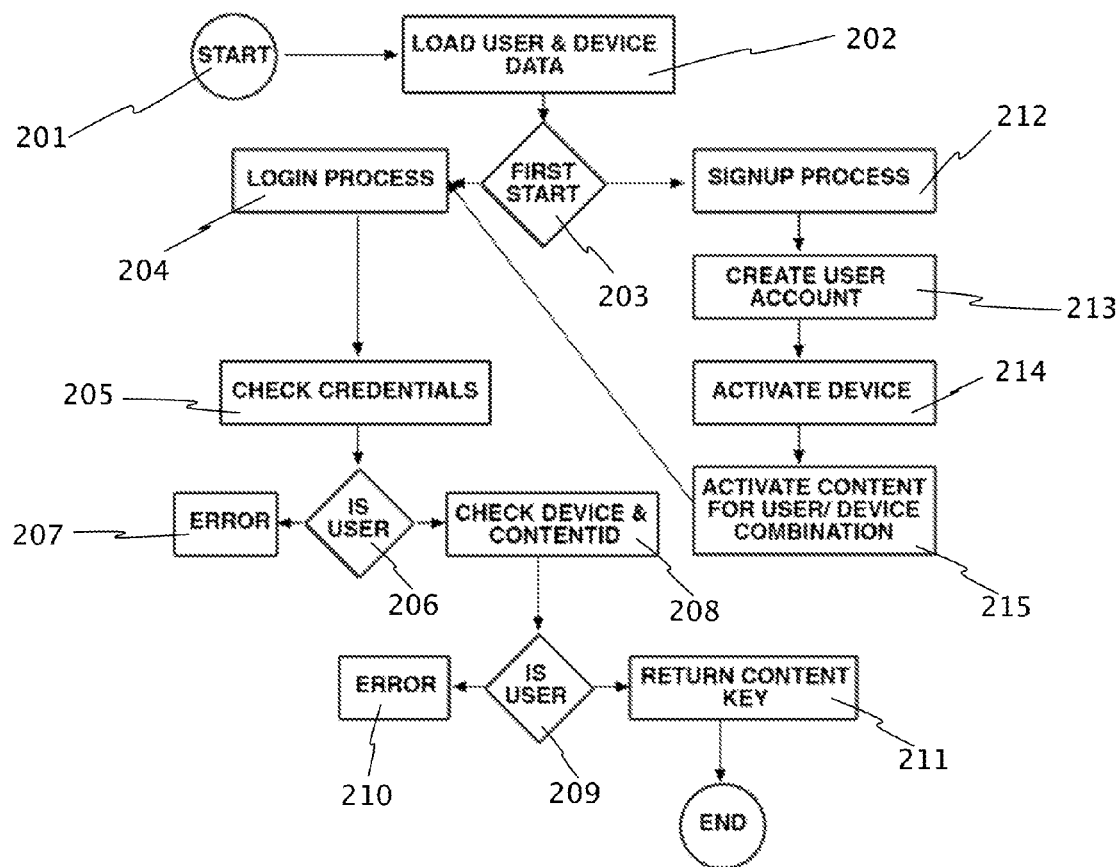 START
LOAD USER & DEVICE
DATA
202
201
212
LOGIN PROCESS
FIRST
START
SIGNUP PROCESS
204
203
CREATE USER
ACCOUNT
213
CHECK CREDENTIALS
205
ACTIVATE DEVICE
214
ERROR
207
IS
USER
206
CHECK DEVICE &
CONTENTID
208
ACTIVATE CONTENT
FOR USER/ DEVICE
COMBINATION
215
ERROR
210
IS
USER
209
RETURN CONTENT
KEY
211
END